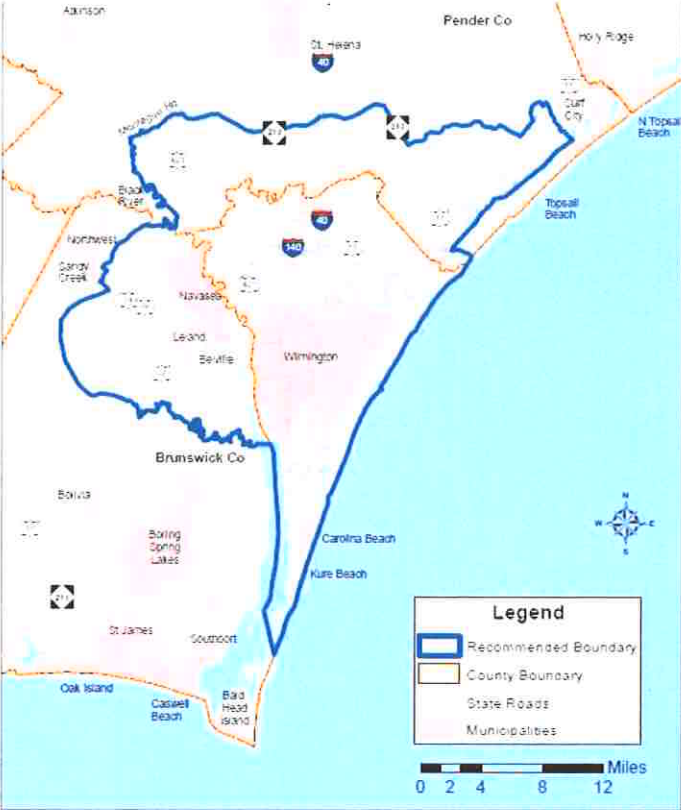 Atkinson
Pender Co
Holly Ridge
St. Helena
40
Surf
City
210
210
N Topsail
Beach
Black
River
Topsail
Beach
40
Northwest
140
Sandy
Creek
Navassa
Leland
Belville
Wilmington
Brunswick Co
Bolivia
N
W
E
S
Boiling
Spring
Lakes
Carolina Beach
Kure Beach
211
St James
Southport
Oak Island
Caswell
Beach
Bald
Head
Island
Legend
Recommended Boundary
County Boundary
State Roads
Municipalities
Miles
0 2 4 8 12